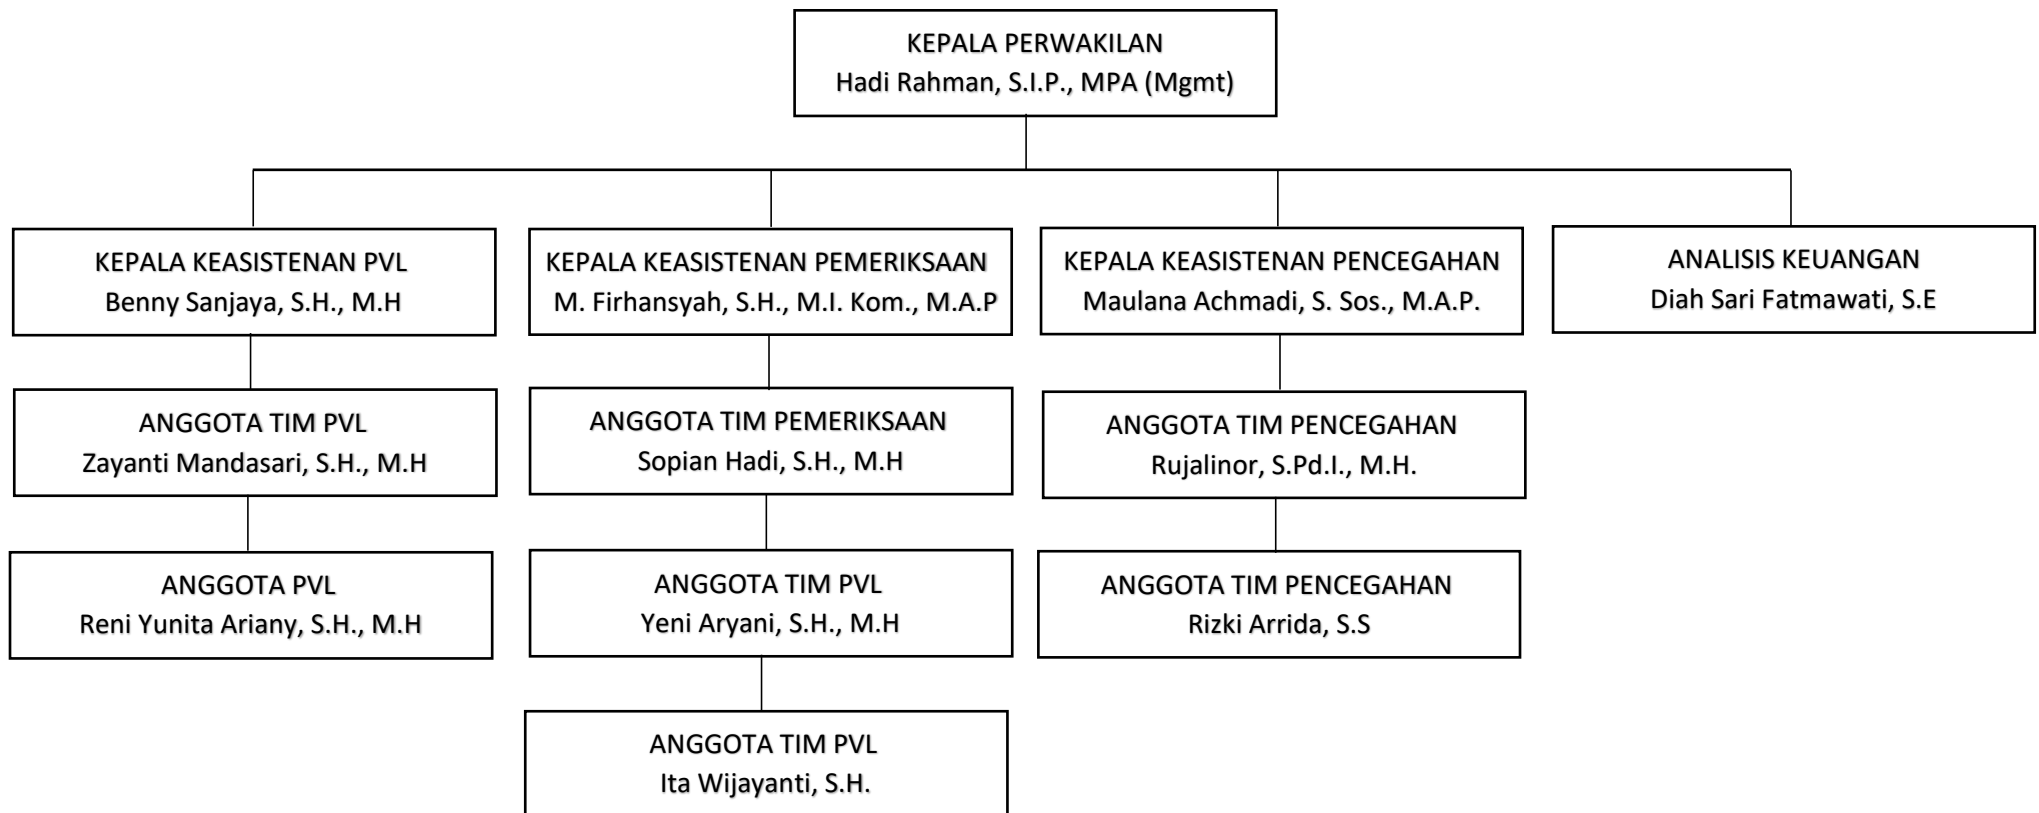 KEPALA PERWAKILAN
Hadi Rahman, S.I.P., MPA (Mgmt)
KEPALA KEASISTENAN PVL
Benny Sanjaya, S.H., M.H
KEPALA KEASISTENAN PEMERIKSAAN
M. Firhansyah, S.H., M.I. Kom., M.A.P
KEPALA KEASISTENAN PENCEGAHAN
Maulana Achmadi, S. Sos., M.A.P.
ANALISIS KEUANGAN
Diah Sari Fatmawati, S.E
ANGGOTA TIM PVL
Zayanti Mandasari, S.H., M.H
ANGGOTA TIM PEMERIKSAAN
Sopian Hadi, S.H., M.H
ANGGOTA TIM PENCEGAHAN
Rujalinor, S.Pd.I., M.H.
ANGGOTA PVL
Reni Yunita Ariany, S.H., M.H
ANGGOTA TIM PVL
Yeni Aryani, S.H., M.H
ANGGOTA TIM PENCEGAHAN
Rizki Arrida, S.S
ANGGOTA TIM PVL
Ita Wijayanti, S.H.